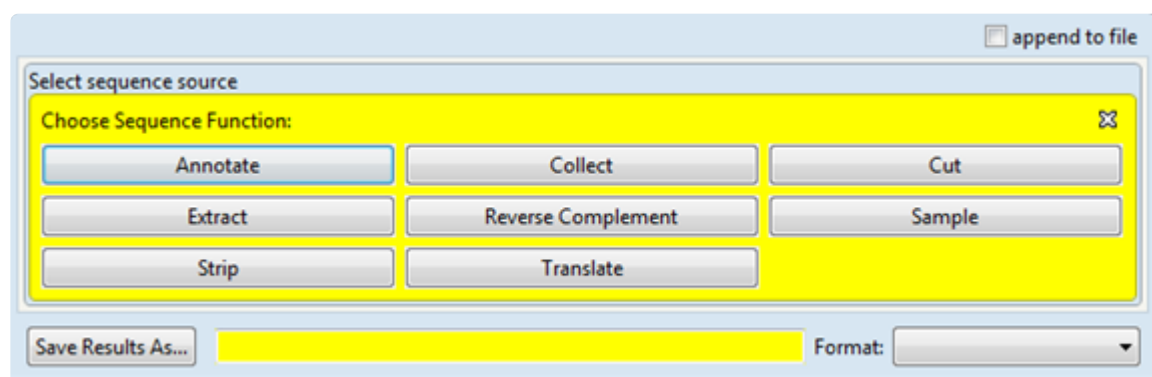 append to file
Select sequence source
Choose Sequence Function:
Annotate Collect Cut
Extract Reverse Complement Sample
Strip Translate
Save Results As... Format: